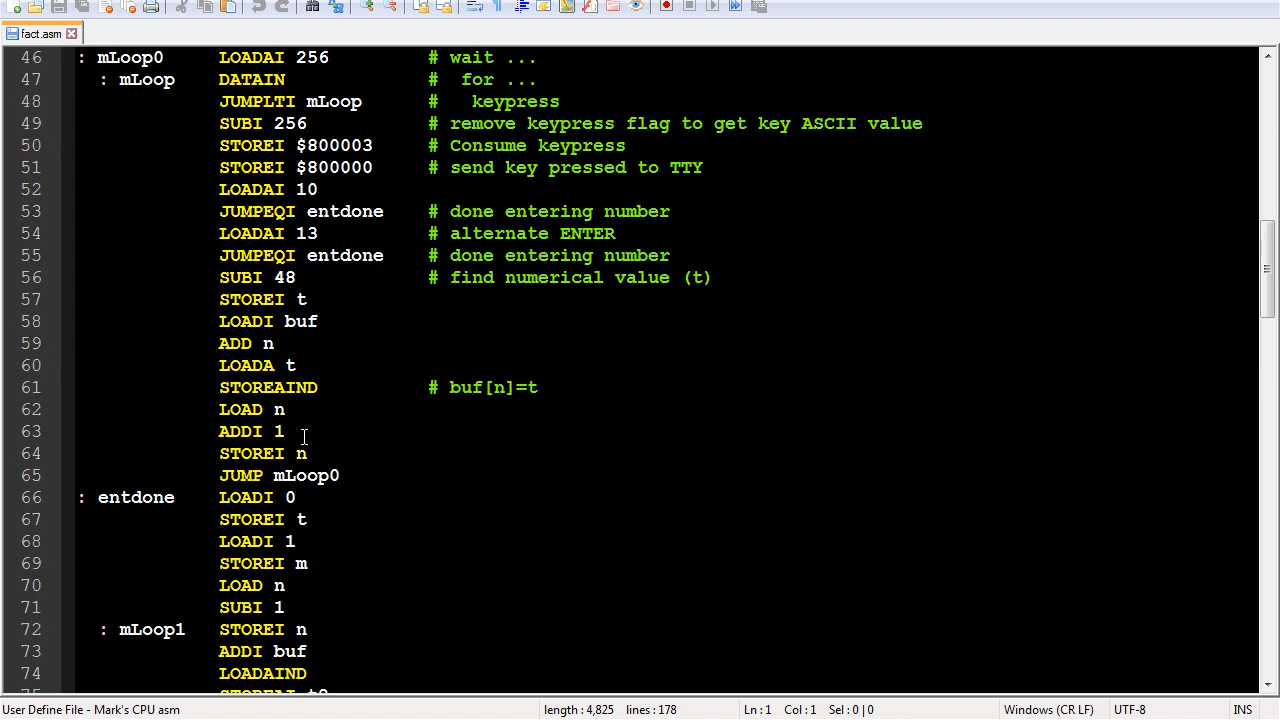 fact.asm
46 : mLoop0 LOADAI 256 # wait ...
47 : mLoop DATAIN # for ...
48 JUMPLTI mLoop # keypress
49 SUBI 256 # remove keypress flag to get key ASCII value
50 STOREI $800003 # Consume keypress
51 STOREI $800000 # send key pressed to TTY
52 LOADAI 10
53 JUMPEQI entdone # done entering number
54 LOADAI 13 # alternate ENTER
55 JUMPEQI entdone # done entering number
56 SUBI 48 # find numerical value (t)
57 STOREI t
58 LOADI buf
59 ADD n
60 LOADA t
61 STOREAIND # buf[n]=t
62 LOAD n
63 ADDI 1
64 STOREI n
65 JUMP mLoop0
66 : entdone LOADI 0
67 STOREI t
68 LOADI 1
69 STOREI m
70 LOAD n
71 SUBI 1
72 : mLoop1 STOREI n
73 ADDI buf
74 LOADAIND
User Define File - Mark's CPU asm length : 4,825 lines : 178 Ln : 1 Col : 1 Sel : 0 | 0 Windows (CR LF) UTF-8 INS